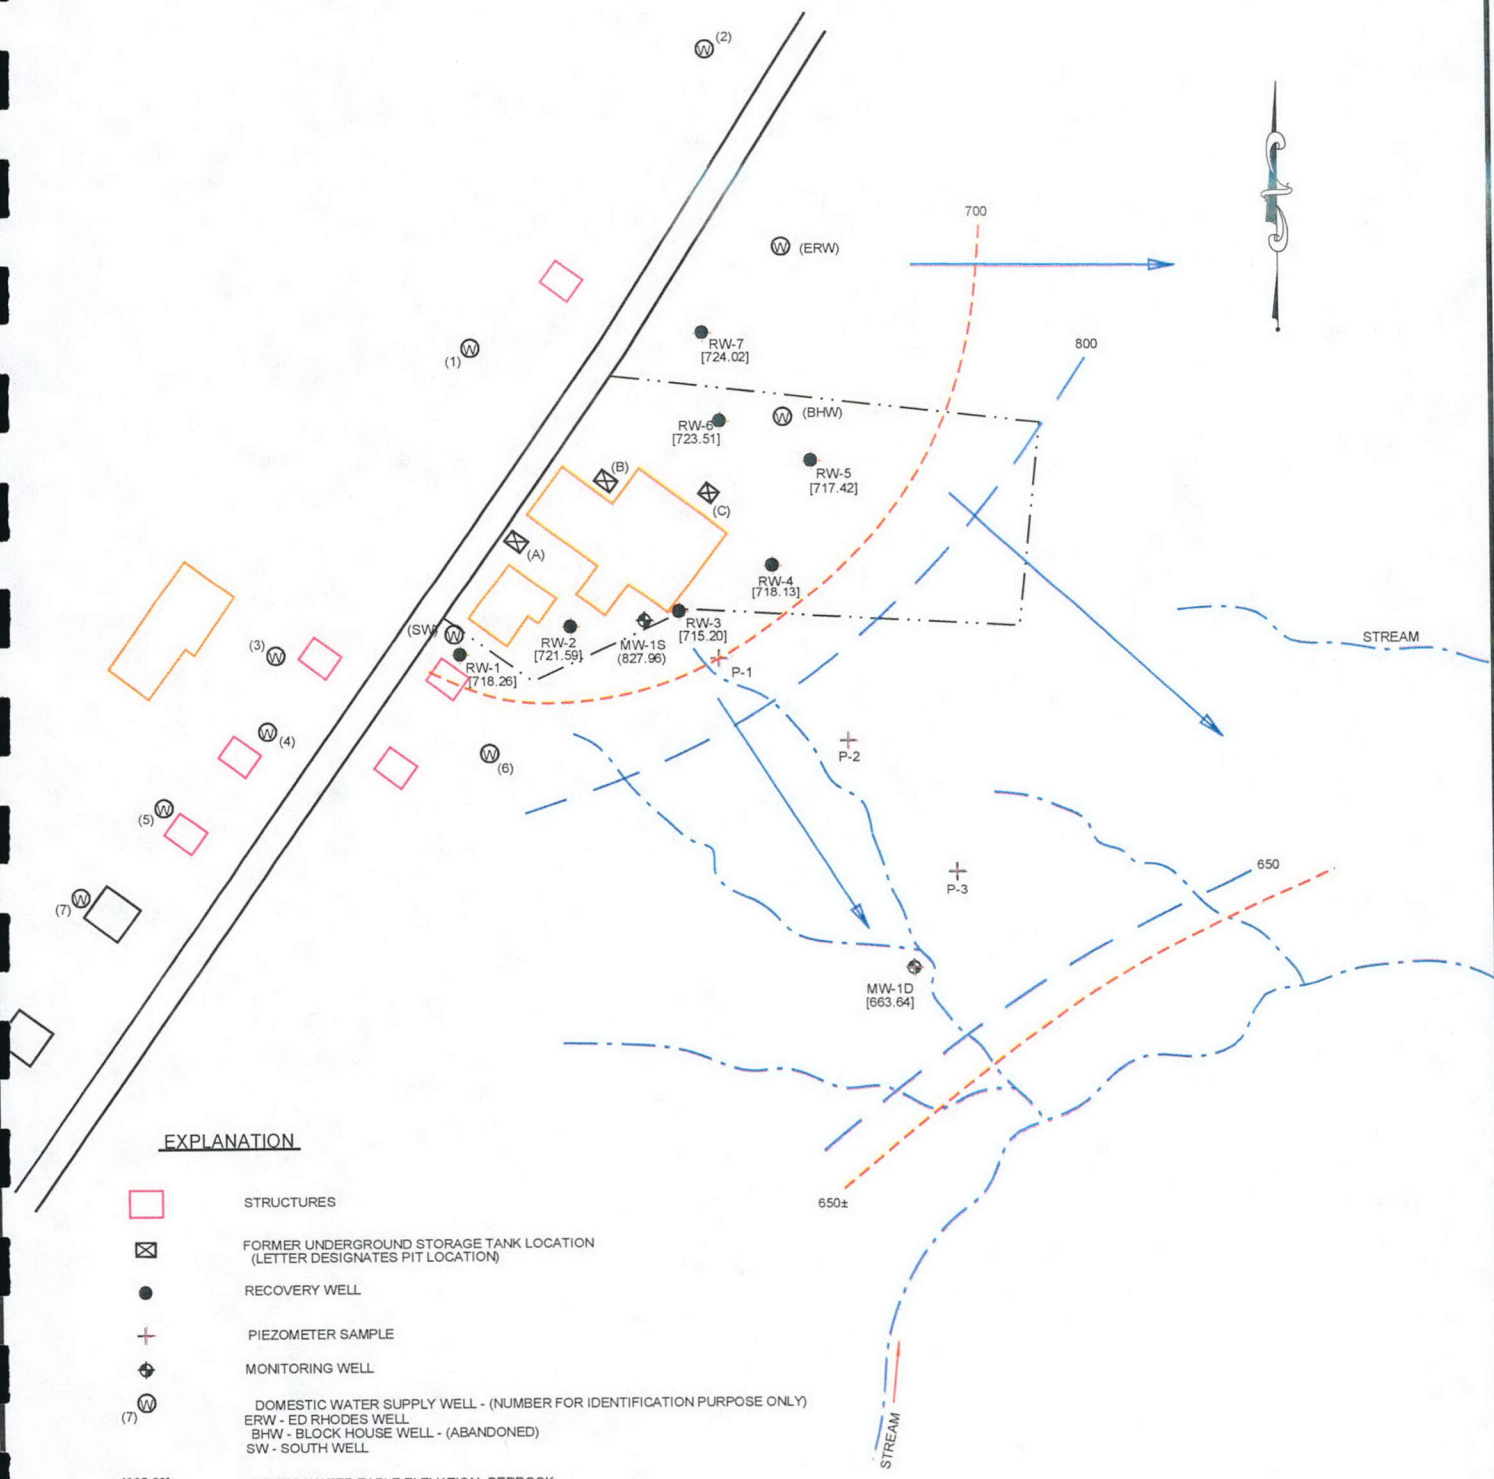 (2)
700
(ERW)
800
RW-7
[724.02]
(1)
(BHW)
RW-6
[723.51]
RW-5
[717.42]
(B)
(C)
(A)
RW-4
[718.13]
(SW)
RW-3
[715.20]
RW-2
[721.59]
MW-1S
(827.96)
STREAM
(3)
RW-1
[718.26]
P-1
(4)
P-2
(6)
(5)
650
P-3
(7)
MW-1D
[663.64]
EXPLANATION
650±
STRUCTURES
FORMER UNDERGROUND STORAGE TANK LOCATION
(LETTER DESIGNATES PIT LOCATION)
RECOVERY WELL
PIEZOMETER SAMPLE
MONITORING WELL
(7) DOMESTIC WATER SUPPLY WELL - (NUMBER FOR IDENTIFICATION PURPOSE ONLY)
ERW - ED RHODES WELL
BHW - BLOCK HOUSE WELL - (ABANDONED)
SW - SOUTH WELL
STREAM